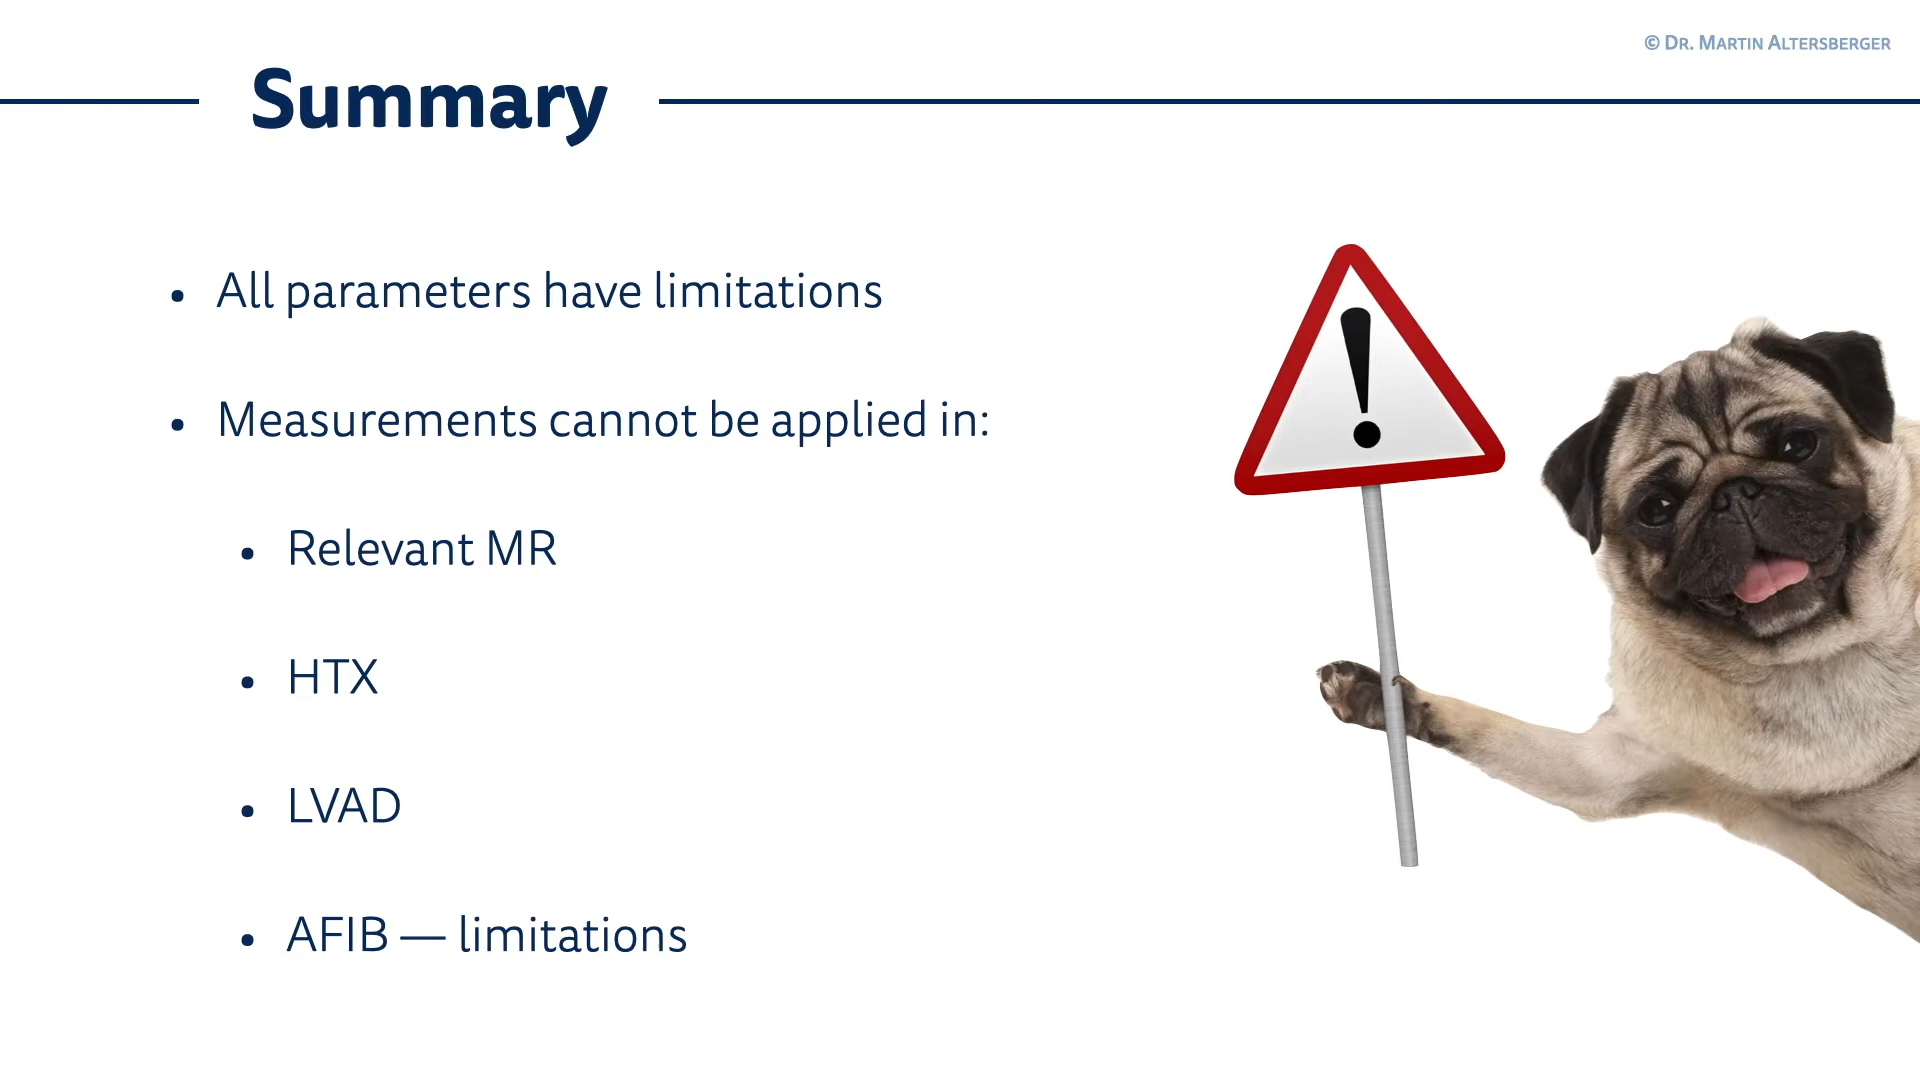 © Dr. Martin Altersberger
Summary
• All parameters have limitations
• Measurements cannot be applied in:
• Relevant MR
• HTX
• LVAD
• AFIB — limitations